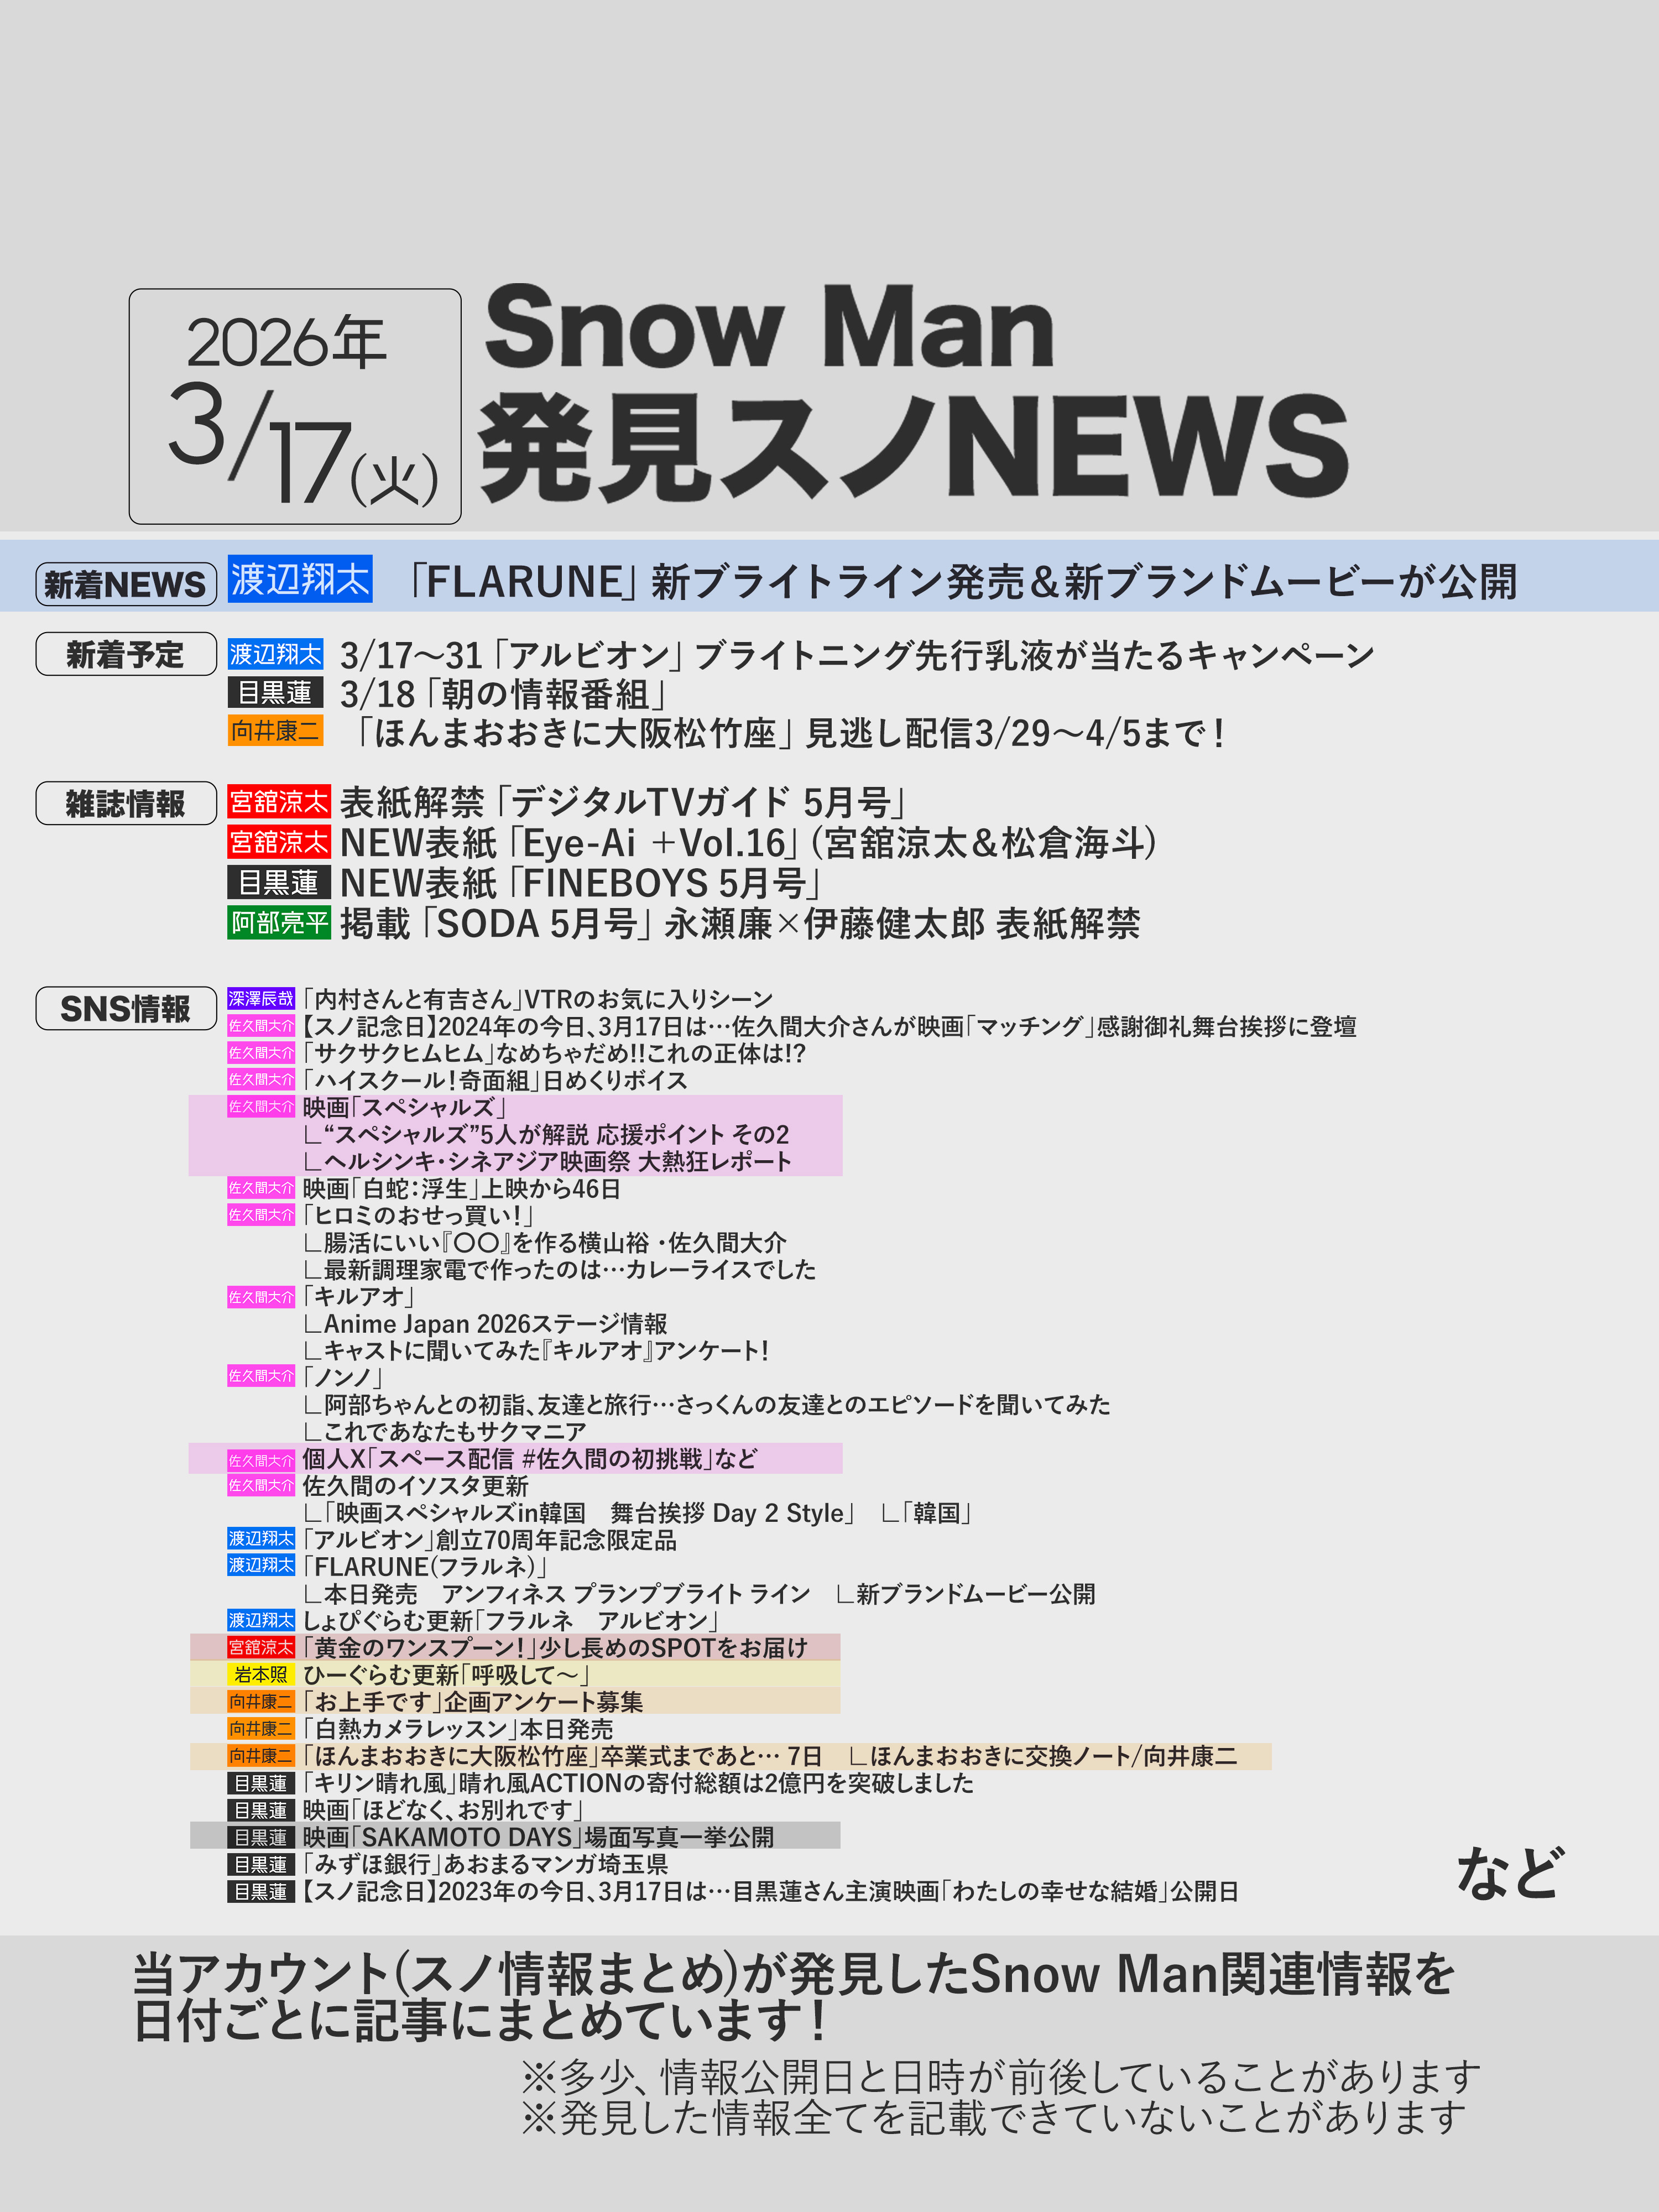 2026年
3/17(火)
Snow Man
発見スノNEWS
新着NEWS 渡辺翔太 「FLARUNE」新ブライトライン発売＆新ブランドムービーが公開
新着予定 渡辺翔太 3/17〜31「アルビオン」ブライトニング先行乳液が当たるキャンペーン
目黒蓮 3/18「朝の情報番組」
向井康二 「ほんまおおきに大阪松竹座」見逃し配信3/29〜4/5まで！
雑誌情報 宮舘涼太 表紙解禁「デジタルTVガイド 5月号」
宮舘涼太 NEW表紙「Eye-Ai ＋Vol.16」(宮舘涼太＆松倉海斗)
目黒蓮 NEW表紙「FINEBOYS 5月号」
阿部亮平 掲載「SODA 5月号」永瀬廉×伊藤健太郎 表紙解禁
SNS情報 深澤辰哉 「内村さんと有吉さん」VTRのお気に入りシーン
佐久間大介 【スノ記念日】2024年の今日、3月17日は…佐久間大介さんが映画「マッチング」感謝御礼舞台挨拶に登壇
佐久間大介 「サクサクヒムヒム」なめちゃだめ!!これの正体は!?
佐久間大介 「ハイスクール！奇面組」日めくりボイス
佐久間大介 映画「スペシャルズ」
∟“スペシャルズ”5人が解説 応援ポイント その2
∟ヘルシンキ・シネアジア映画祭 大熱狂レポート
佐久間大介 映画「白蛇：浮生」上映から46日
佐久間大介 「ヒロミのおせっ買い！」
∟腸活にいい『〇〇』を作る横山裕・佐久間大介
∟最新調理家電で作ったのは…カレーライスでした
佐久間大介 「キルアオ」
∟Anime Japan 2026ステージ情報
∟キャストに聞いてみた『キルアオ』アンケート！
佐久間大介 「ノンノ」
∟阿部ちゃんとの初詣、友達と旅行…さっくんの友達とのエピソードを聞いてみた
∟これであなたもサクマニア
佐久間大介 個人X「スペース配信 #佐久間の初挑戦」など
佐久間大介 佐久間のイソスタ更新
∟「映画スペシャルズin韓国　舞台挨拶 Day 2 Style」　∟「韓国」
渡辺翔太 「アルビオン」創立70周年記念限定品
渡辺翔太 「FLARUNE(フラルネ)」
∟本日発売　アンフィネス プランプブライト ライン　∟新ブランドムービー公開
渡辺翔太 しょぴぐらむ更新「フラルネ　アルビオン」
宮舘涼太 「黄金のワンスプーン！」少し長めのSPOTをお届け
岩本照 ひーぐらむ更新「呼吸して〜」
向井康二 「お上手です」企画アンケート募集
向井康二 「白熱カメラレッスン」本日発売
向井康二 「ほんまおおきに大阪松竹座」卒業式まであと… 7日　∟ほんまおおきに交換ノート/向井康二
目黒蓮 「キリン晴れ風」晴れ風ACTIONの寄付総額は2億円を突破しました
目黒蓮 映画「ほどなく、お別れです」
目黒蓮 映画「SAKAMOTO DAYS」場面写真一挙公開
目黒蓮 「みずほ銀行」あおまるマンガ埼玉県
目黒蓮 【スノ記念日】2023年の今日、3月17日は…目黒蓮さん主演映画「わたしの幸せな結婚」公開日
など
当アカウント(スノ情報まとめ)が発見したSnow Man関連情報を
日付ごとに記事にまとめています！
※多少、情報公開日と日時が前後していることがあります
※発見した情報全てを記載できていないことがあります